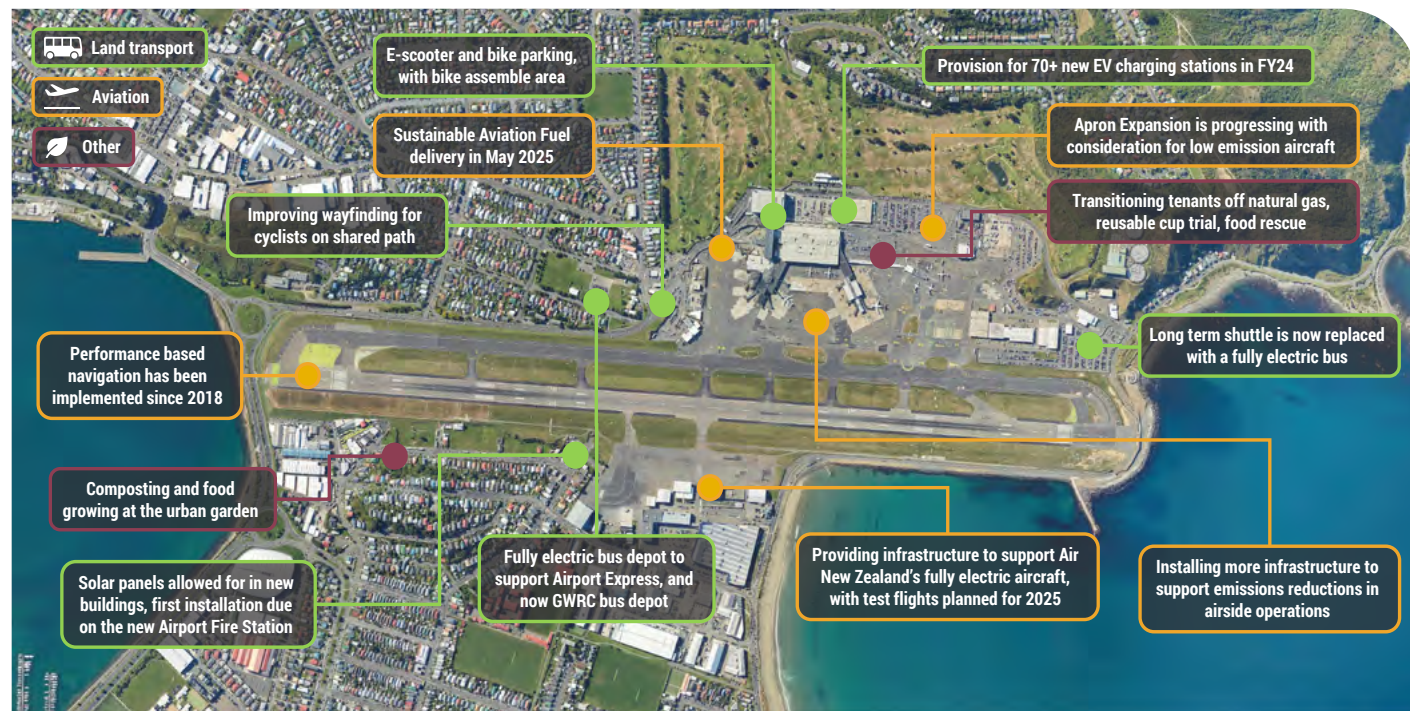 Land transport
Aviation
Other
E-scooter and bike parking,
with bike assemble area
Provision for 70+ new EV charging stations in FY24
Sustainable Aviation Fuel
delivery in May 2025
Apron Expansion is progressing with
consideration for low emission aircraft
Improving wayfinding for
cyclists on shared path
Transitioning tenants off natural gas,
reusable cup trial, food rescue
Performance based
navigation has been
implemented since 2018
Long term shuttle is now replaced
with a fully electric bus
Composting and food
growing at the urban garden
Solar panels allowed for in new
buildings, first installation due
on the new Airport Fire Station
Fully electric bus depot to
support Airport Express, and
now GWRC bus depot
Providing infrastructure to support Air
New Zealand's fully electric aircraft,
with test flights planned for 2025
Installing more infrastructure to
support emissions reductions in
airside operations